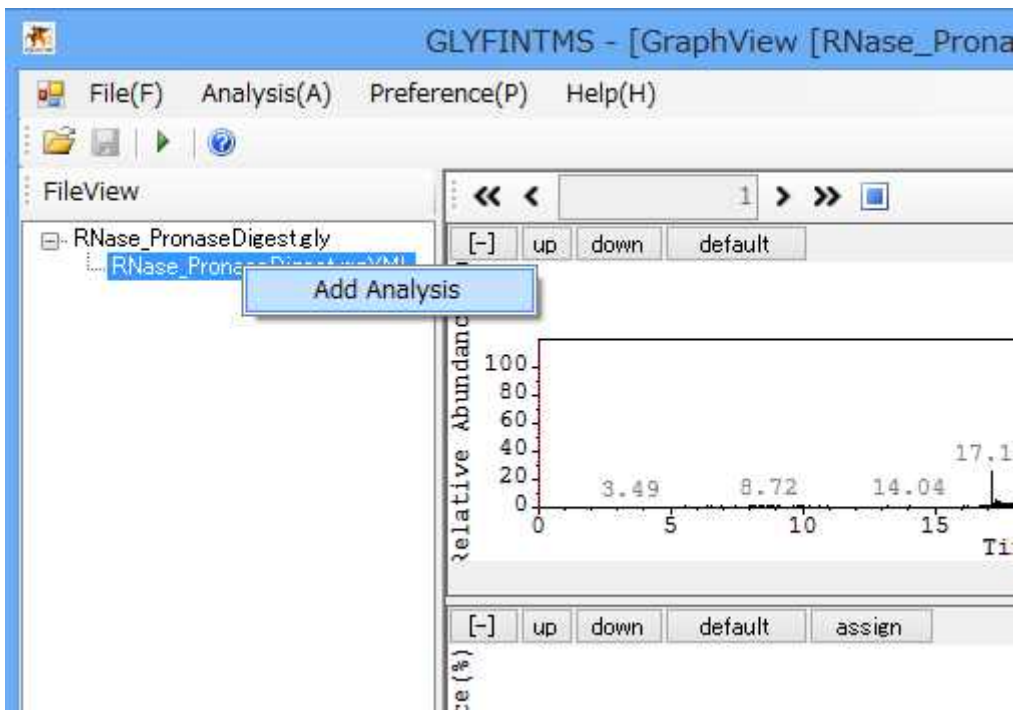 GLYFINTMS - [GraphView [RNase_Prona
File(F) Analysis(A) Preference(P) Help(H)
FileView
1
RNase_PronaseDigest.gly
[-] up down default
Add Analysis
Relative Abundanc
100
80
60
40
20
0
3.49 8.72 14.04 17.1
0 5 10 15
[-] up down default assign
(%)